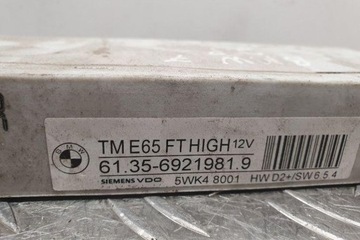 TM E65 FT HIGH 12V
61.35-6921981.9
SIEMENS VDO 5WK4 8001 HW D2+/SW 6.5 4